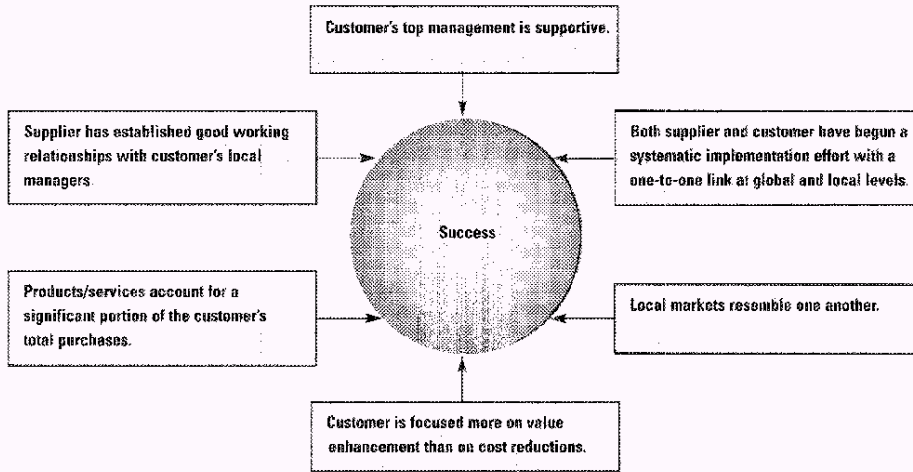 Customer's top management is supportive.
Supplier has established good working
relationships with customer's local
managers.
Both supplier and customer have begun a
systematic implementation effort with a
one-to-one link at global and local levels.
Success
Products/services account for a
significant portion of the customer's
total purchases.
Local markets resemble one another.
Customer is focused more on value
enhancement than on cost reductions.